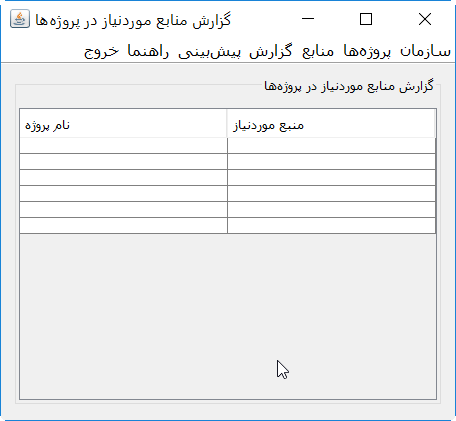 گزارش منابع موردنیاز در پروژه‌ها
سازمان پروژه‌ها منابع گزارش پیش‌بینی راهنما خروج
گزارش منابع موردنیاز در پروژه‌ها
منبع موردنیاز نام پروژه